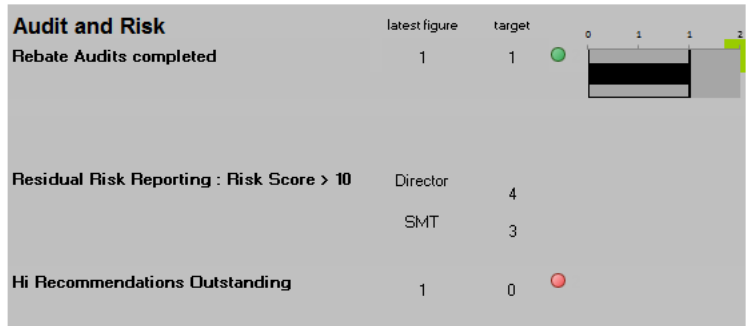 Audit and Risk latest figure target
0 1 1 2
Rebate Audits completed 1 1
Residual Risk Reporting : Risk Score > 10 Director 4
SMT 3
Hi Recommendations Outstanding 1 0